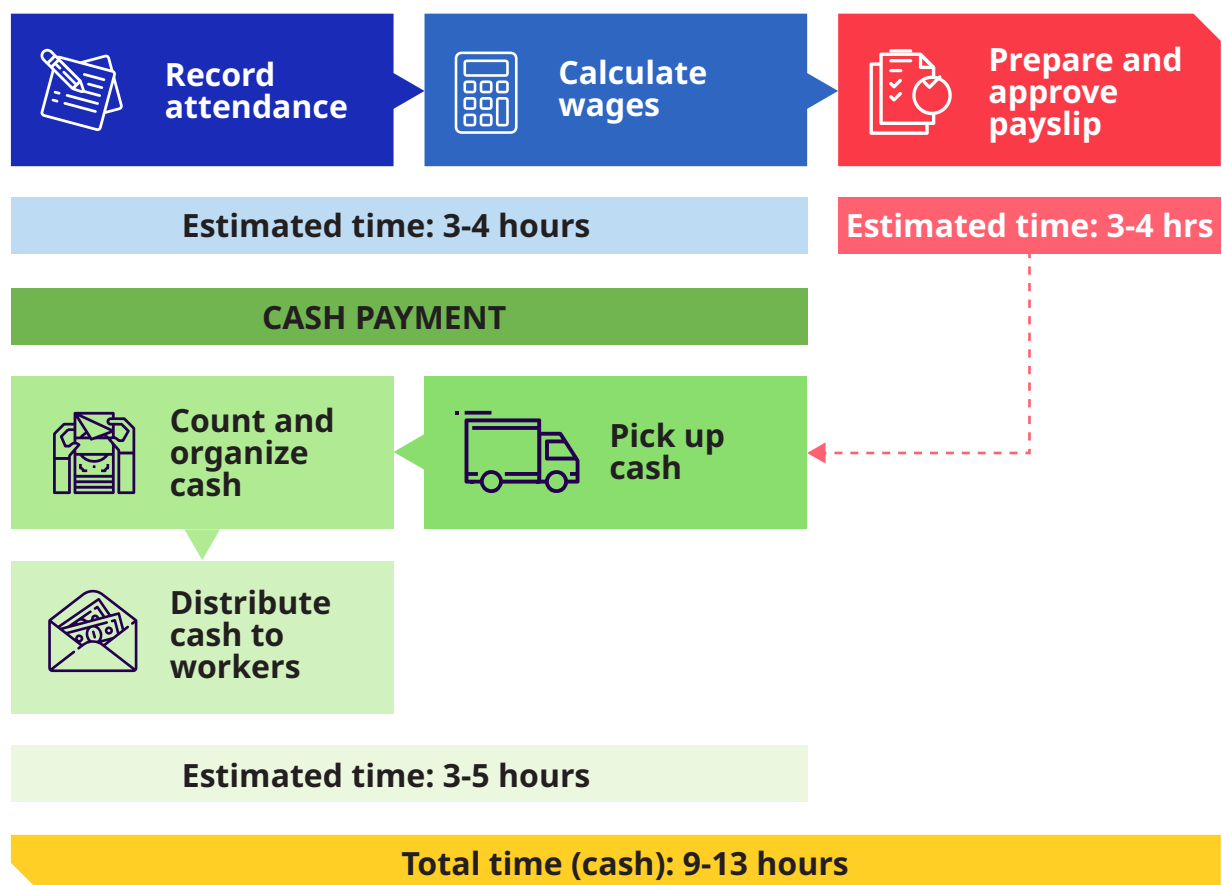 Record
attendance
Calculate
wages
Prepare and
approve
payslip
Estimated time: 3-4 hours
Estimated time: 3-4 hrs
CASH PAYMENT
Pick up
cash
Count and
organize
cash
Distribute
cash to
workers
Estimated time: 3-5 hours
Total time (cash): 9-13 hours